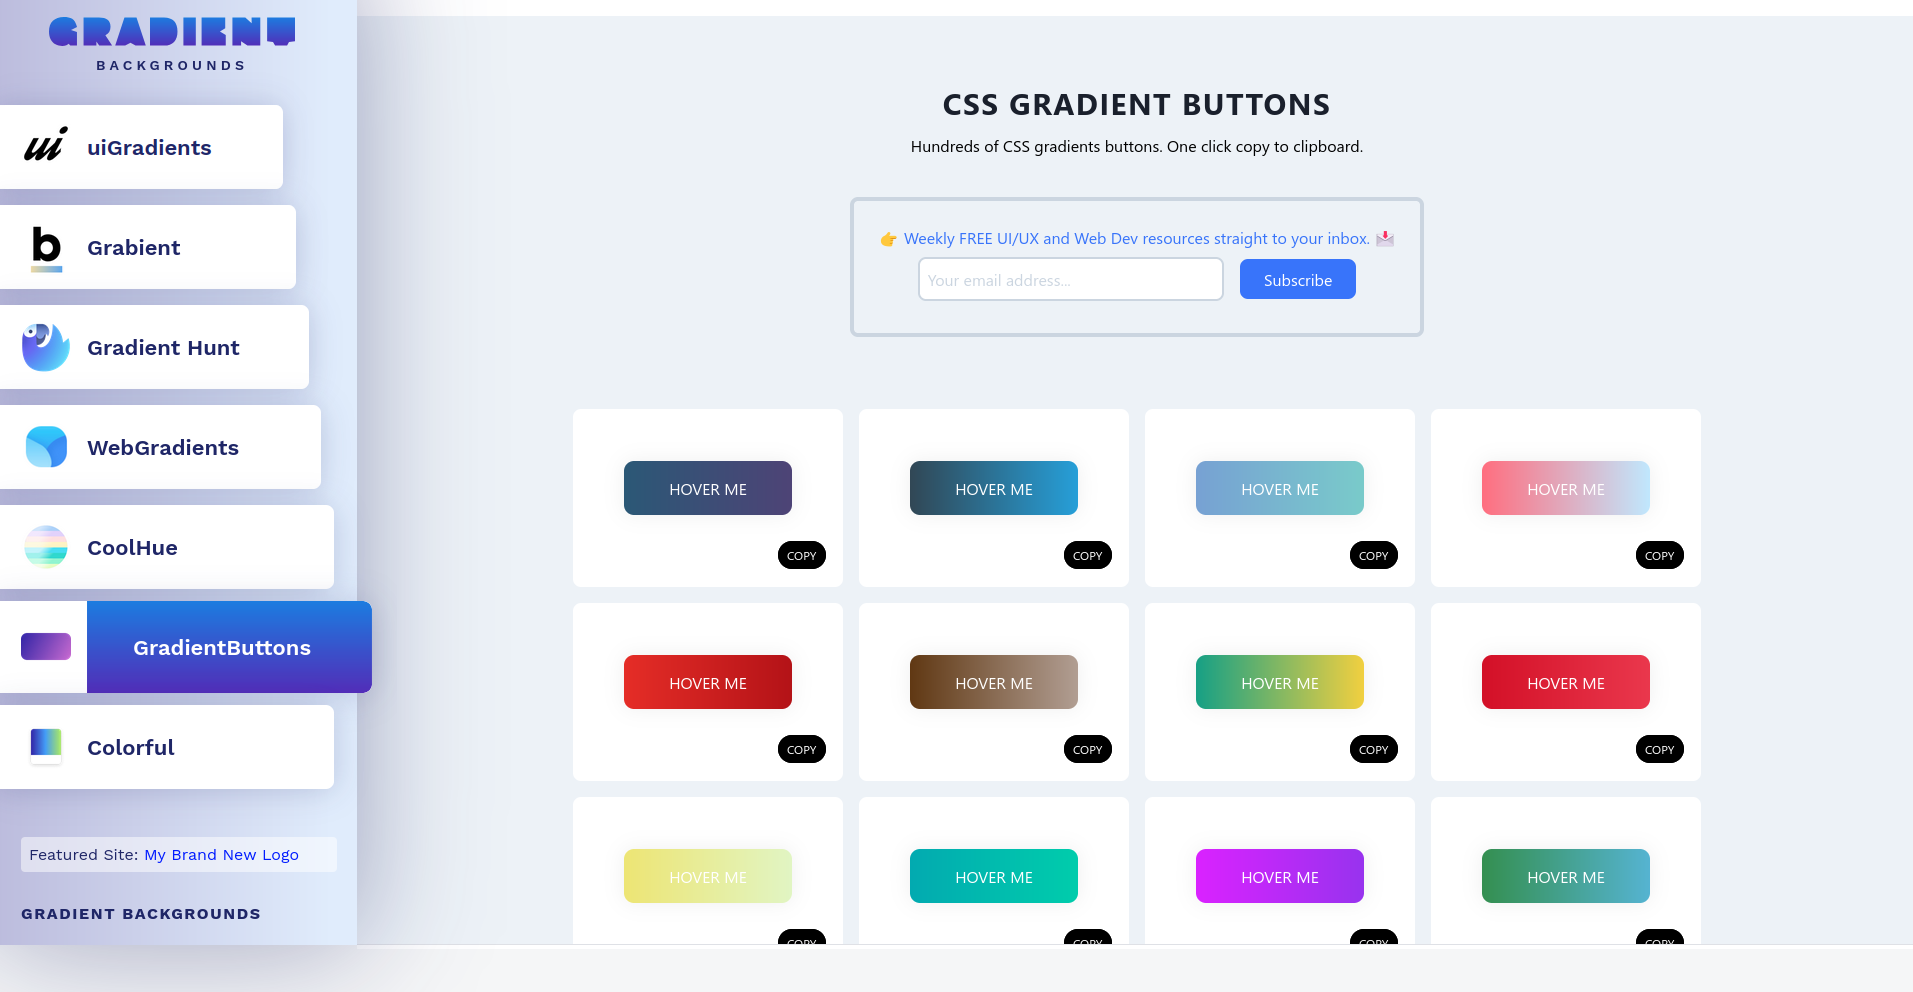 GRADIENT
BACKGROUNDS
ui uiGradients
b Grabient
Gradient Hunt
WebGradients
CoolHue
GradientButtons
Colorful
Featured Site: My Brand New Logo
GRADIENT BACKGROUNDS
CSS GRADIENT BUTTONS
Hundreds of CSS gradients buttons. One click copy to clipboard.
👉 Weekly FREE UI/UX and Web Dev resources straight to your inbox. 📩
Your email address...
Subscribe
HOVER ME HOVER ME HOVER ME HOVER ME
COPY COPY COPY COPY
HOVER ME HOVER ME HOVER ME HOVER ME
COPY COPY COPY COPY
HOVER ME HOVER ME HOVER ME HOVER ME
COPY COPY COPY COPY